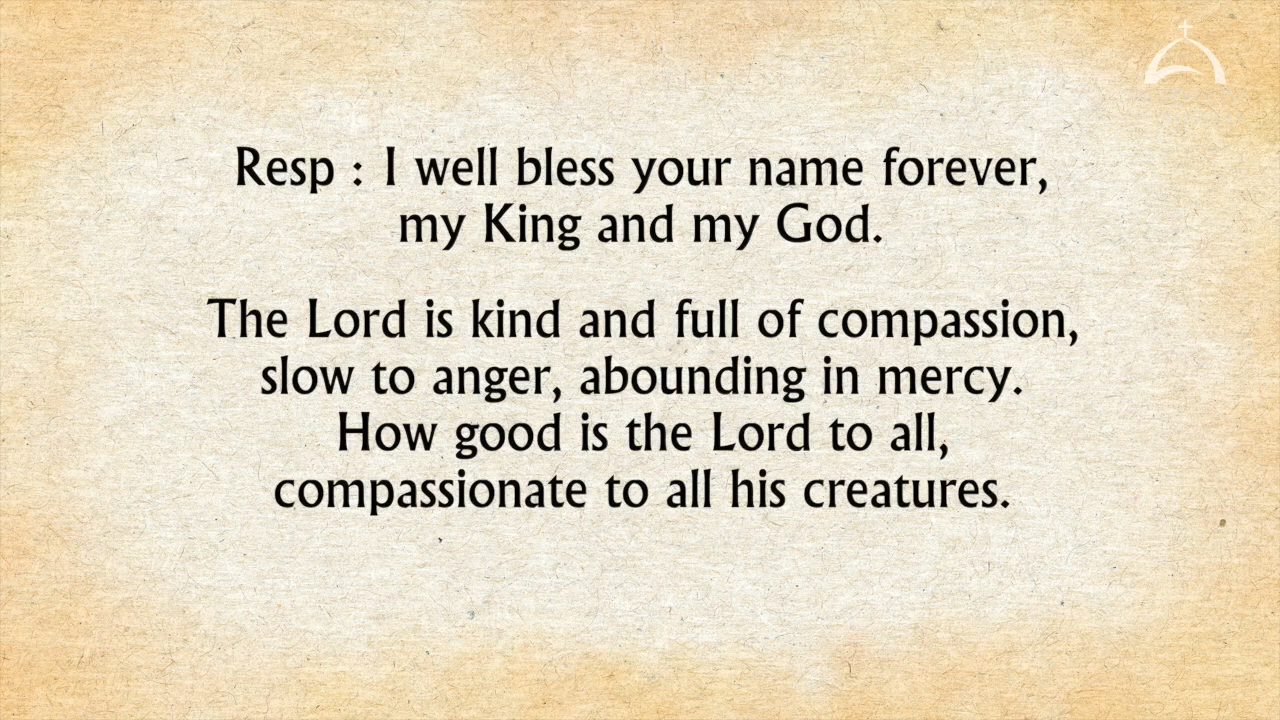 Resp : I well bless your name forever,
my King and my God.
The Lord is kind and full of compassion,
slow to anger, abounding in mercy.
How good is the Lord to all,
compassionate to all his creatures.